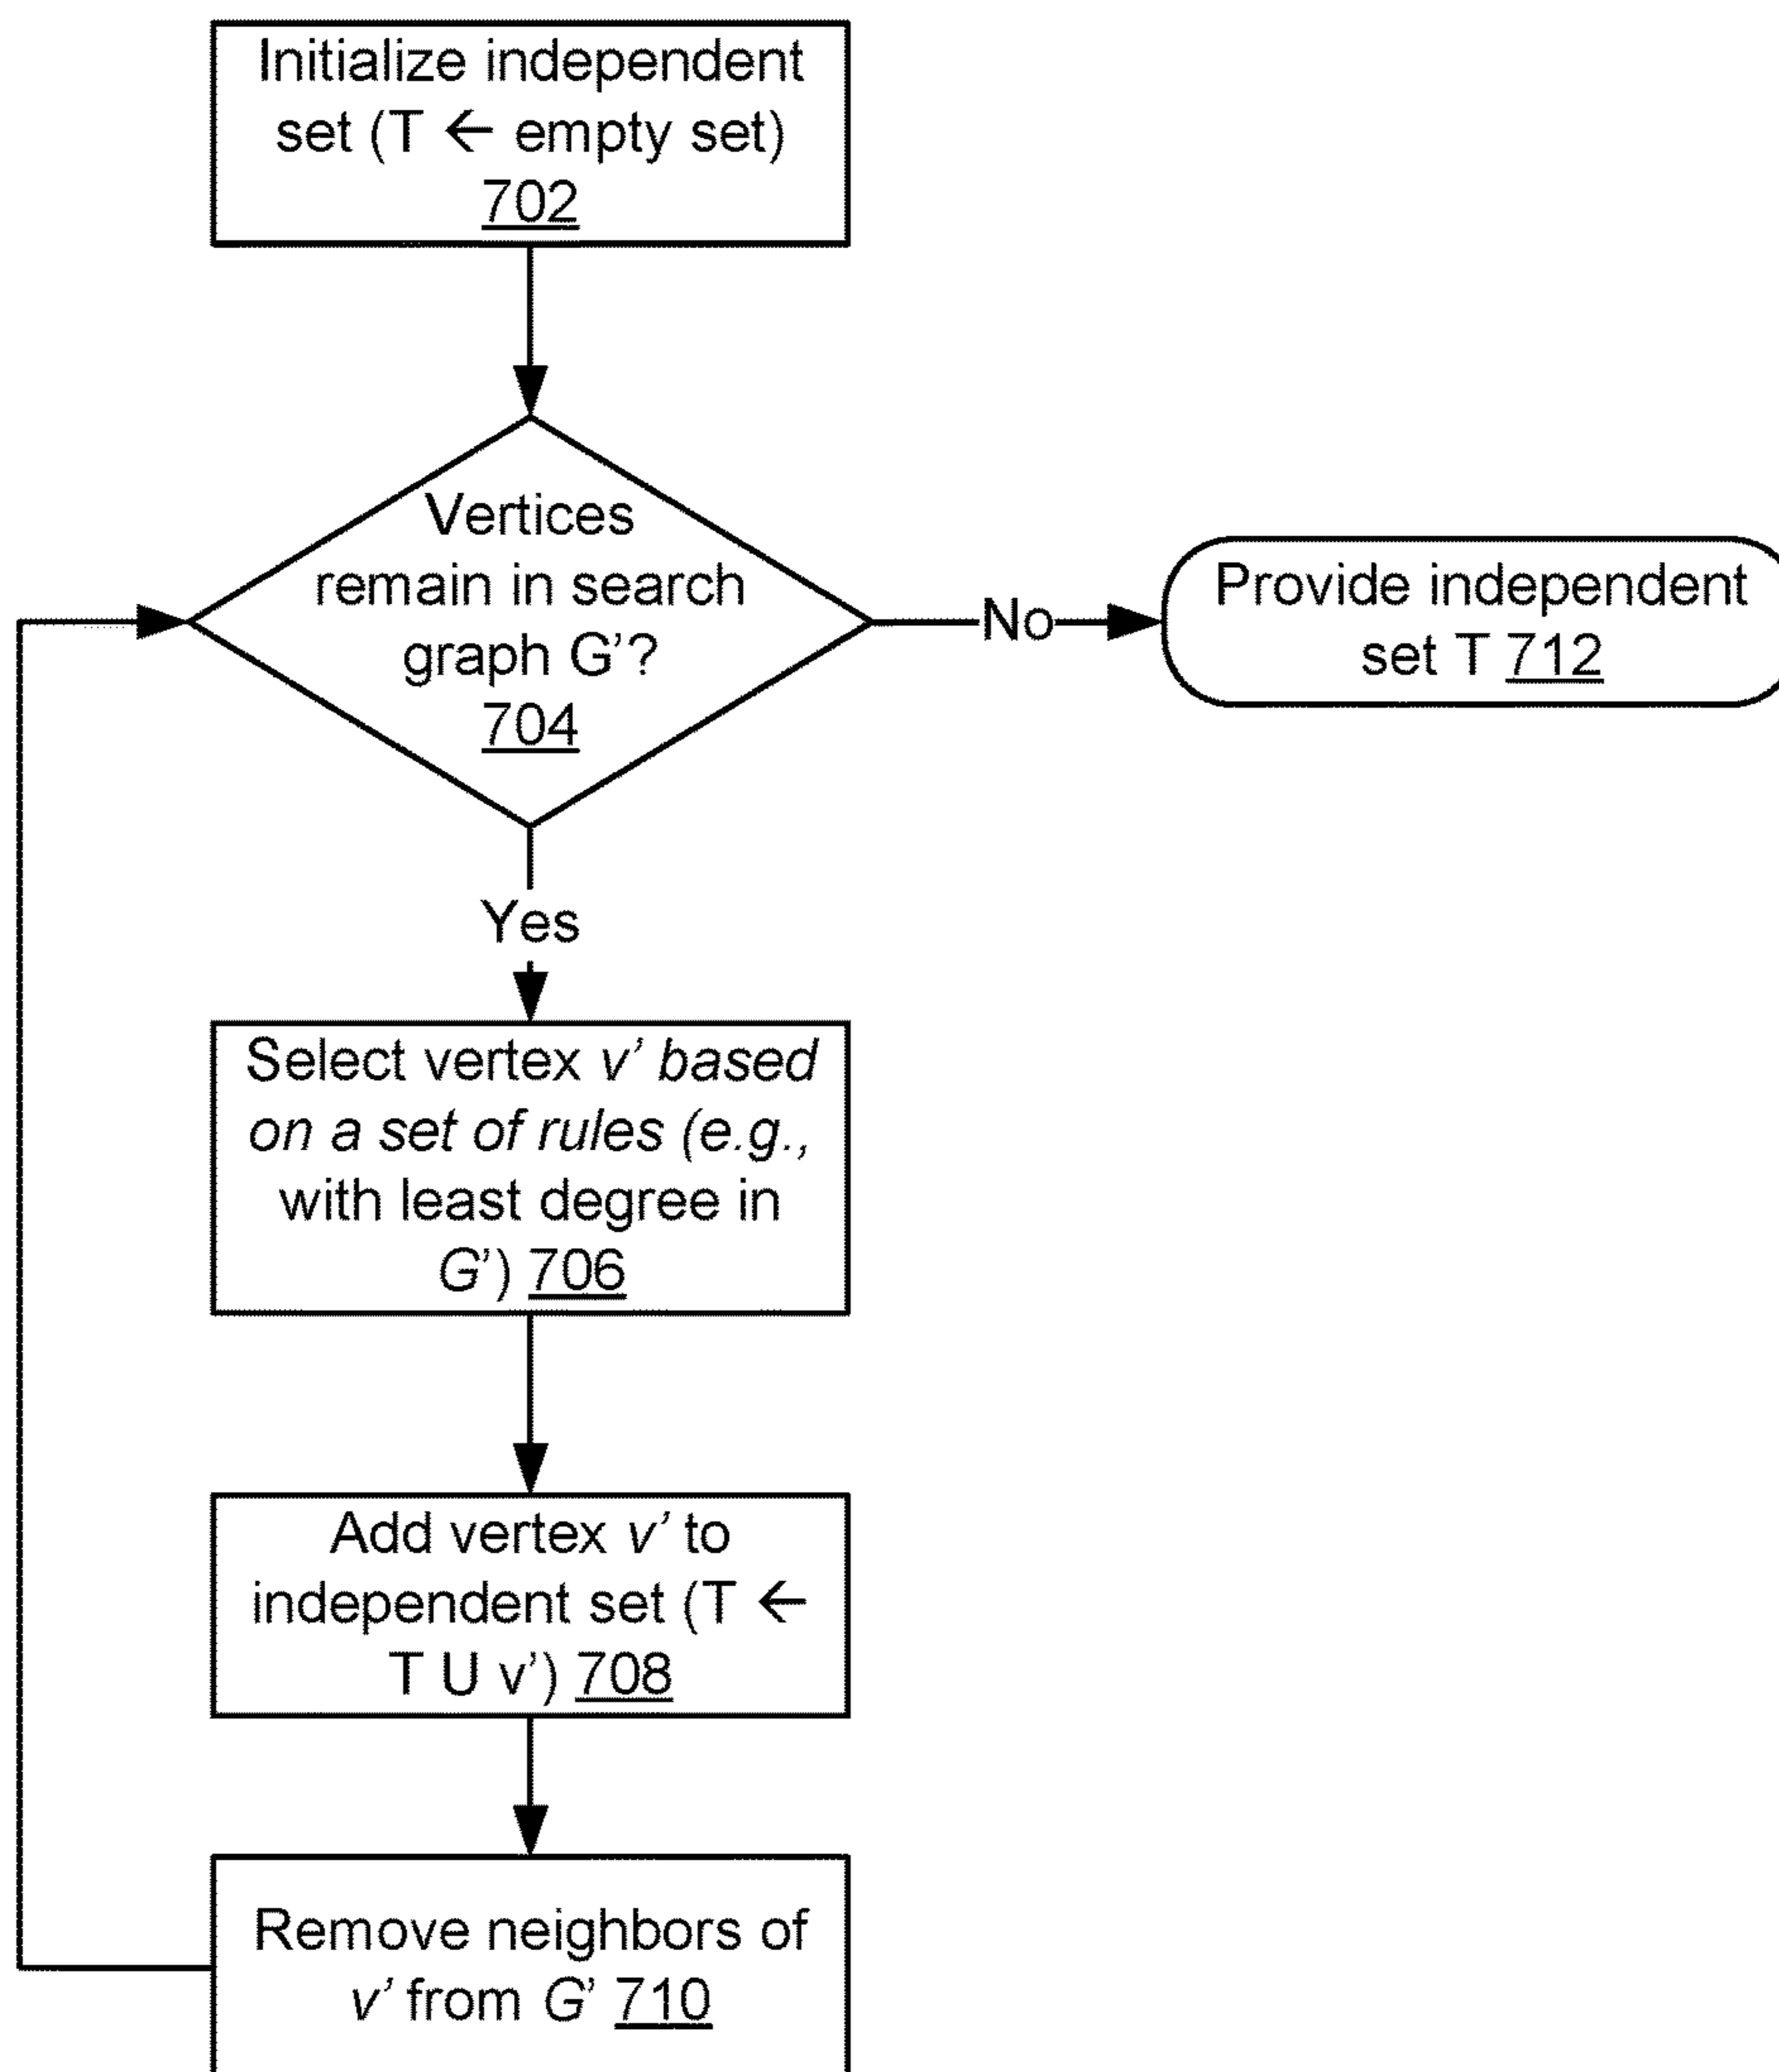 Initialize independent
set (T ← empty set)
702
Vertices
remain in search
graph G’?
704
No
Provide independent
set T 712
Yes
Select vertex v’ based
on a set of rules (e.g.,
with least degree in
G’) 706
Add vertex v’ to
independent set (T ←
T U v’) 708
Remove neighbors of
v’ from G’ 710